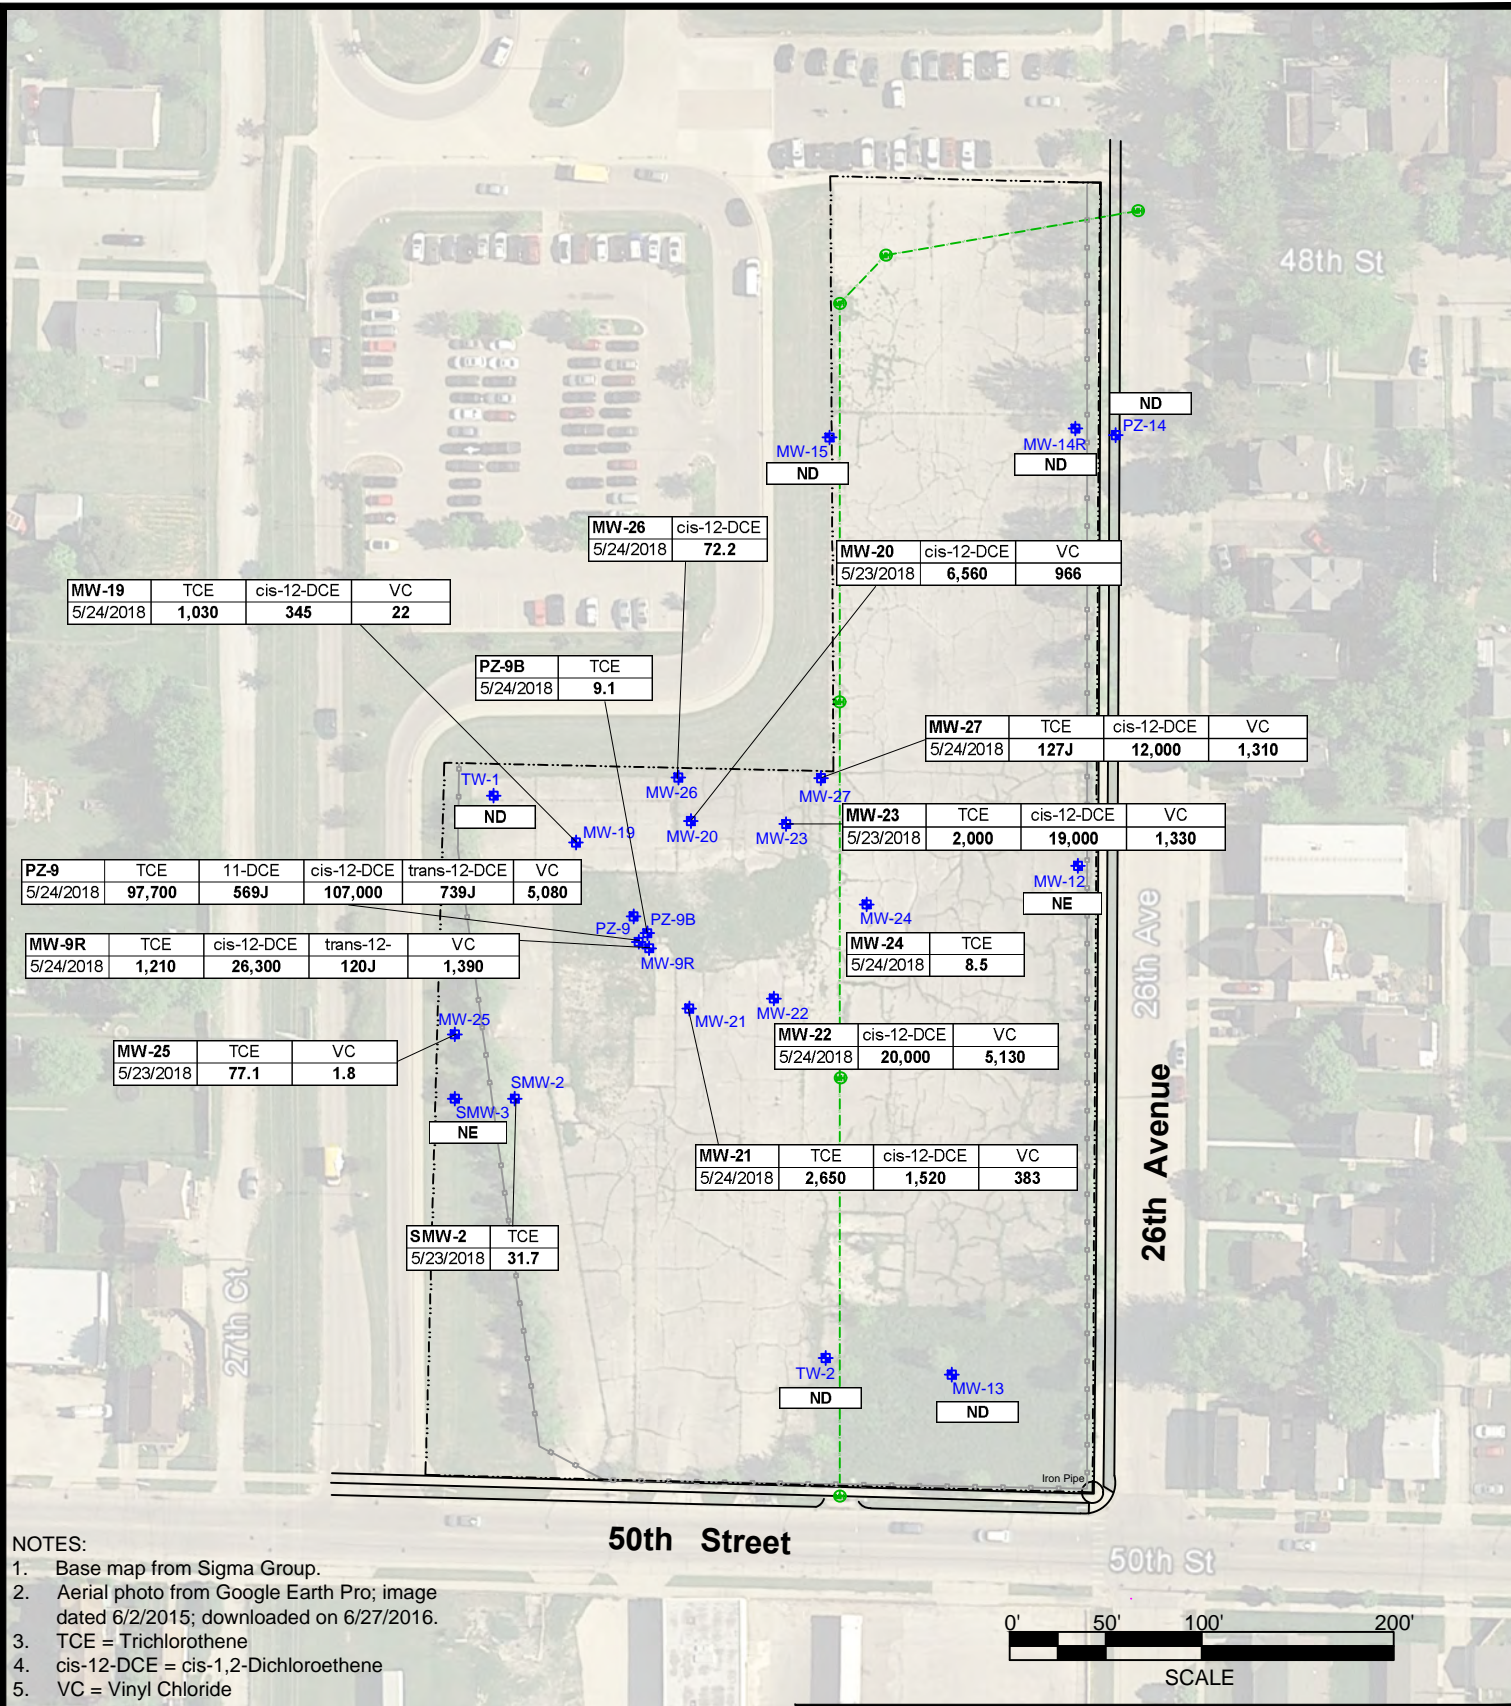 48th St
ND
PZ-14
MW-14R
ND
MW-15
ND
MW-26 cis-12-DCE
5/24/2018 72.2
MW-20 cis-12-DCE VC
5/23/2018 6,560 966
MW-19 TCE cis-12-DCE VC
5/24/2018 1,030 345 22
PZ-9B TCE
5/24/2018 9.1
MW-27 TCE cis-12-DCE VC
5/24/2018 127J 12,000 1,310
TW-1
ND
MW-26
MW-27
MW-19
MW-20
MW-23
MW-23 TCE cis-12-DCE VC
5/23/2018 2,000 19,000 1,330
PZ-9 TCE 11-DCE cis-12-DCE trans-12-DCE VC
5/24/2018 97,700 569J 107,000 739J 5,080
MW-12
NE
PZ-9
PZ-9B
MW-24
MW-24 TCE
5/24/2018 8.5
MW-9R TCE cis-12-DCE trans-12- VC
5/24/2018 1,210 26,300 120J 1,390
MW-9R
26th Ave
MW-25
MW-21
MW-22
MW-22 cis-12-DCE VC
5/24/2018 20,000 5,130
MW-25 TCE VC
5/23/2018 77.1 1.8
SMW-2
SMW-3
NE
26th Avenue
MW-21 TCE cis-12-DCE VC
5/24/2018 2,650 1,520 383
SMW-2 TCE
5/23/2018 31.7
27th Ct
TW-2
ND
MW-13
ND
Iron Pipe
50th Street
50th St
NOTES:
1. Base map from Sigma Group.
2. Aerial photo from Google Earth Pro; image
dated 6/2/2015; downloaded on 6/27/2016.
3. TCE = Trichlorothene
4. cis-12-DCE = cis-1,2-Dichloroethene
5. VC = Vinyl Chloride
0' 50' 100' 200'
SCALE